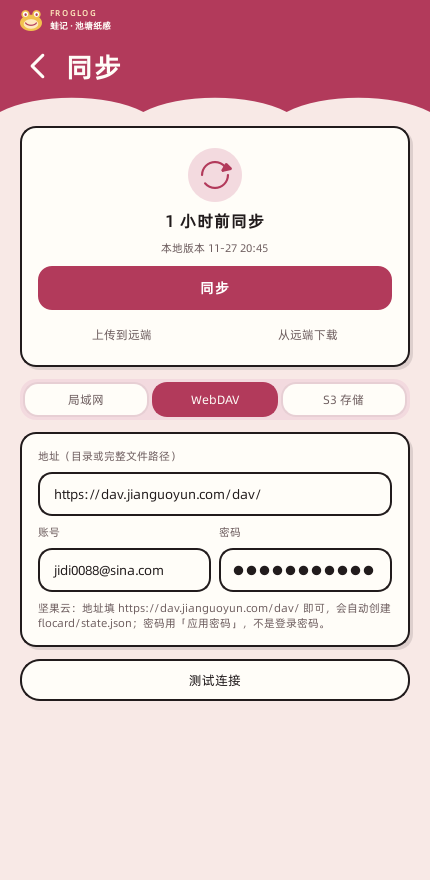 FROGLOG
蛙记 · 池塘纸感
同步
1 小时前同步
本地版本 11-27 20:45
同步
上传到远端
从远端下载
局域网
WebDAV
S3 存储
地址（目录或完整文件路径）
https://dav.jianguoyun.com/dav/
账号
密码
jidi0088@sina.com
●●●●●●●●●●●
坚果云：地址填 https://dav.jianguoyun.com/dav/ 即可，会自动创建
flocard/state.json；密码用「应用密码」，不是登录密码。
测试连接